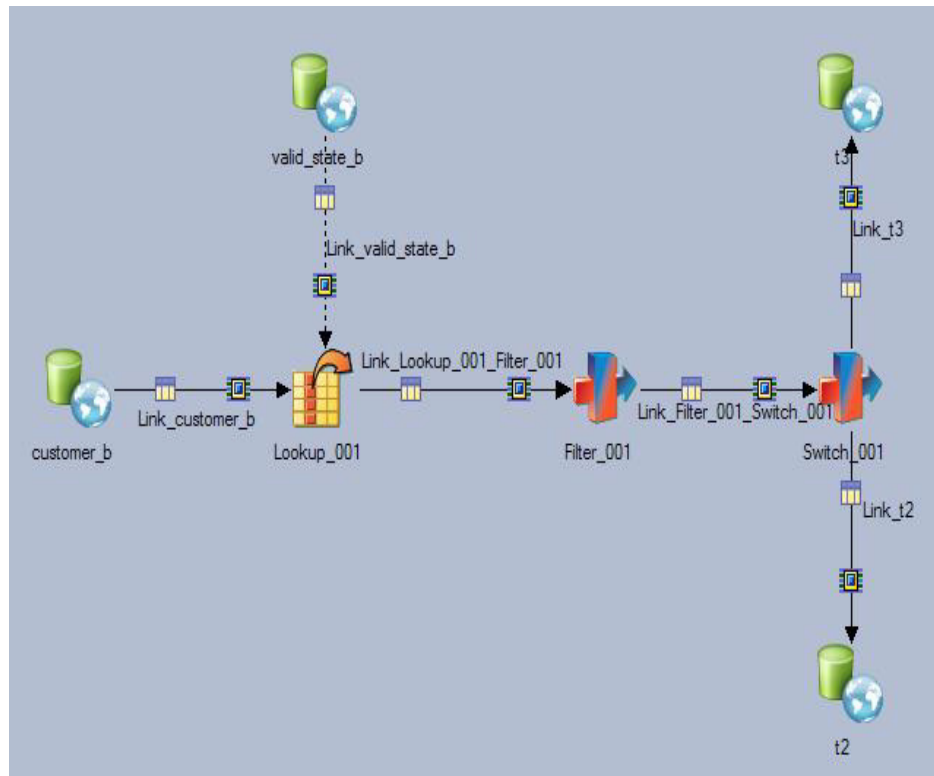 valid_state_b
t3
Link_t3
Link_valid_state_b
Link_Lookup_001_Filter_001
Link_customer_b
Link_Filter_001_Switch_001
customer_b
Lookup_001
Filter_001
Switch_001
Link_t2
t2